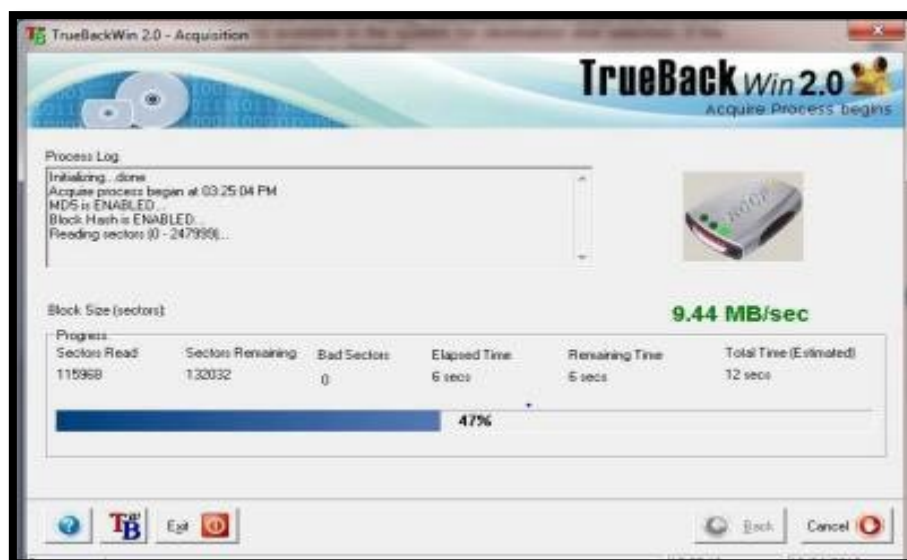 TrueBackWin 2.0 - Acquisition
TrueBack Win 2.0
Acquire Process begins
Process Log
Initializing...done
Acquire process began at 03:25:04 PM
MD5 is ENABLED...
Block Hash is ENABLED...
Reading sectors (0 - 247999)...
Block Size (sectors):
9.44 MB/sec
Progress
Sectors Read Sectors Remaining Bad Sectors Elapsed Time Remaining Time Total Time (Estimated)
115968 132032 0 6 secs 6 secs 12 secs
47%
? TB Exit Back Cancel